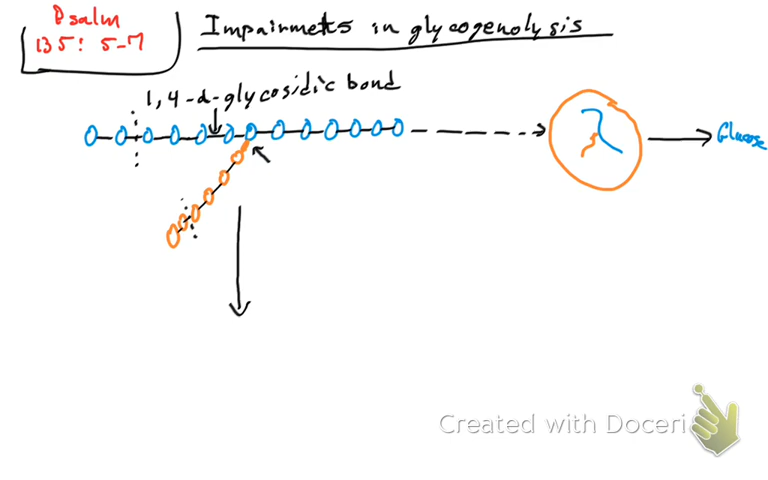 Psalm
135: 5-7
Impairments in glycogenolysis
1,4-α-glycosidic bond
Glucose
Created with Doceri